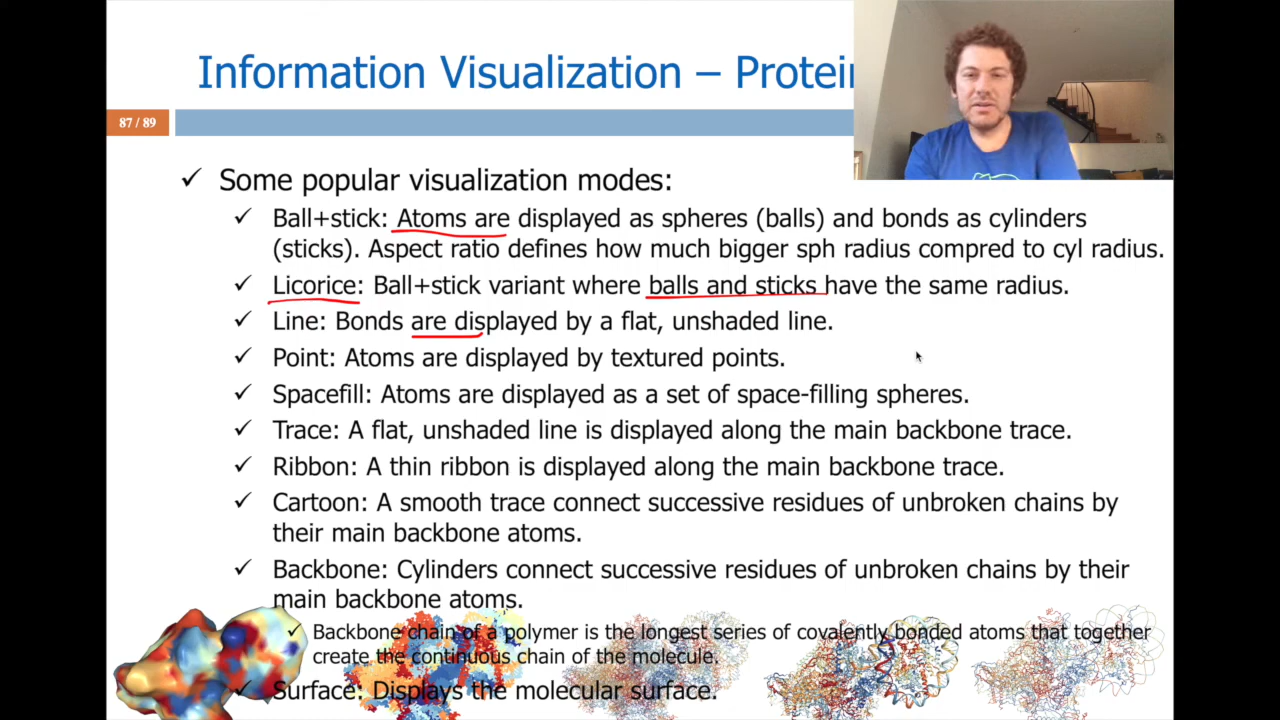 Information Visualization – Protein
87 / 89
✓ Some popular visualization modes:
✓ Ball+stick: Atoms are displayed as spheres (balls) and bonds as cylinders
(sticks). Aspect ratio defines how much bigger sph radius compred to cyl radius.
✓ Licorice: Ball+stick variant where balls and sticks have the same radius.
✓ Line: Bonds are displayed by a flat, unshaded line.
✓ Point: Atoms are displayed by textured points.
✓ Spacefill: Atoms are displayed as a set of space-filling spheres.
✓ Trace: A flat, unshaded line is displayed along the main backbone trace.
✓ Ribbon: A thin ribbon is displayed along the main backbone trace.
✓ Cartoon: A smooth trace connect successive residues of unbroken chains by
their main backbone atoms.
✓ Backbone: Cylinders connect successive residues of unbroken chains by their
main backbone atoms.
✓ Backbone chain of a polymer is the longest series of covalently bonded atoms that together
create the continuous chain of the molecule.
✓ Surface: Displays the molecular surface.